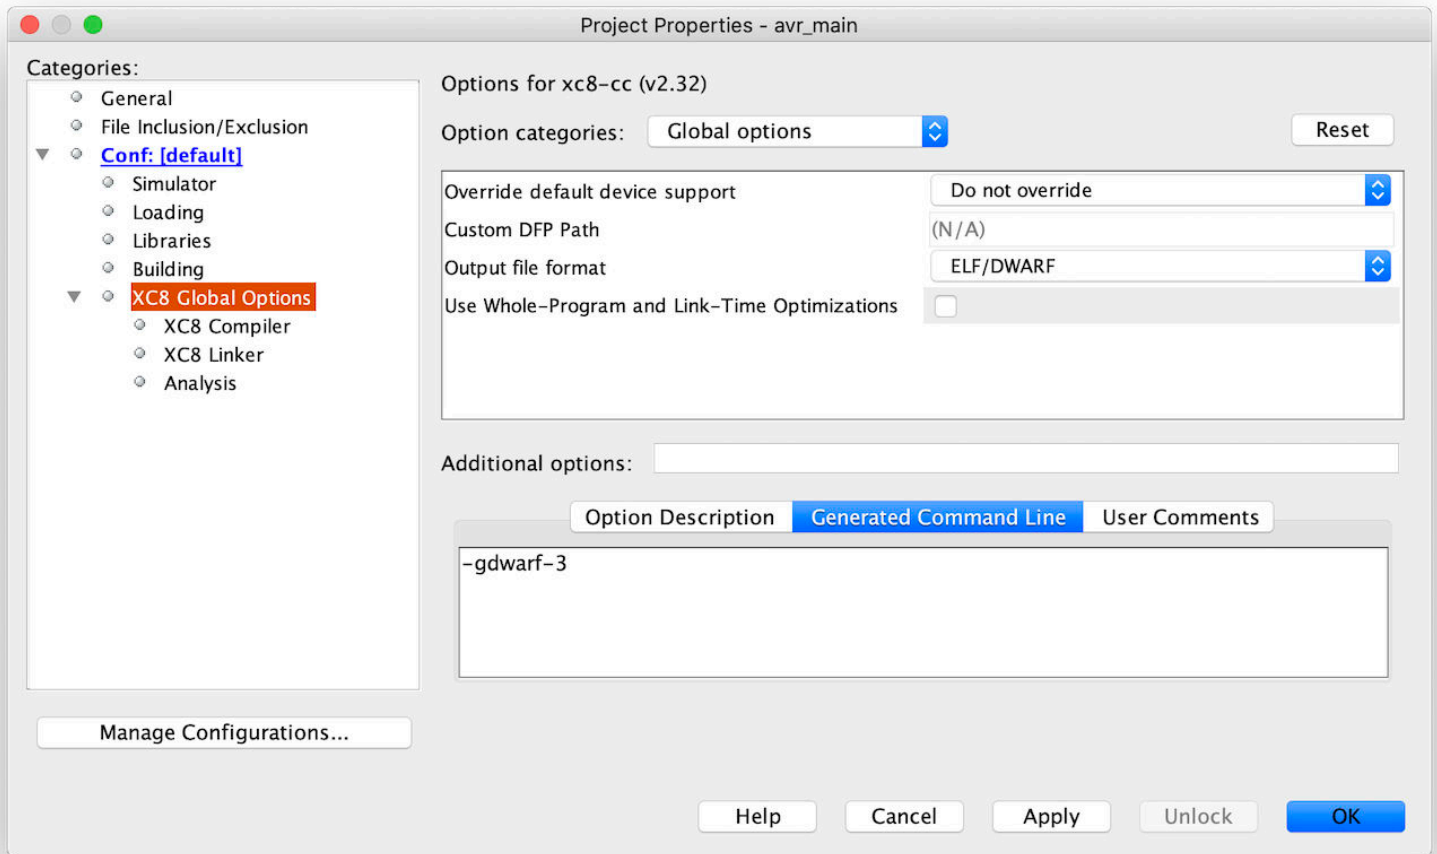 Project Properties - avr_main
Categories:
General
File Inclusion/Exclusion
Conf: [default]
Simulator
Loading
Libraries
Building
XC8 Global Options
XC8 Compiler
XC8 Linker
Analysis
Manage Configurations...
Options for xc8-cc (v2.32)
Option categories: Global options Reset
Override default device support Do not override
Custom DFP Path (N/A)
Output file format ELF/DWARF
Use Whole-Program and Link-Time Optimizations
Additional options:
Option Description Generated Command Line User Comments
-gdwarf-3
Help Cancel Apply Unlock OK